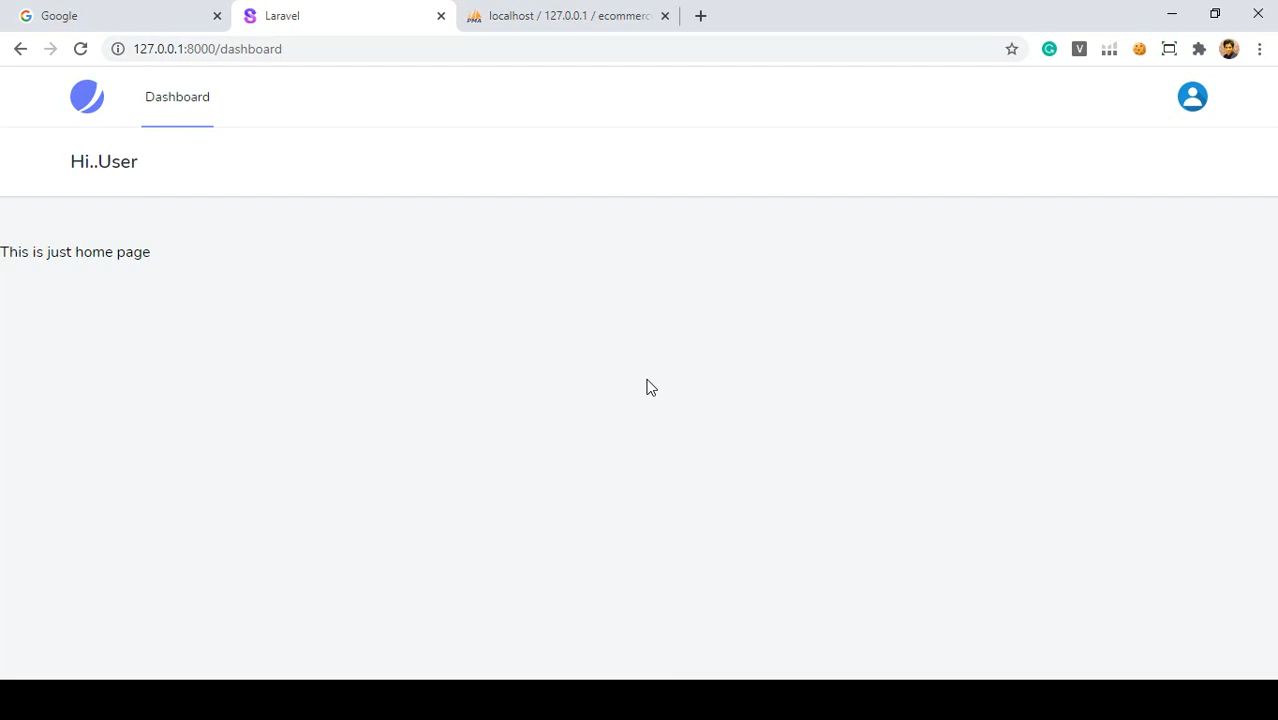 Google
Laravel
localhost / 127.0.0.1 / ecommerc
127.0.0.1:8000/dashboard
V
Dashboard
Hi..User
This is just home page